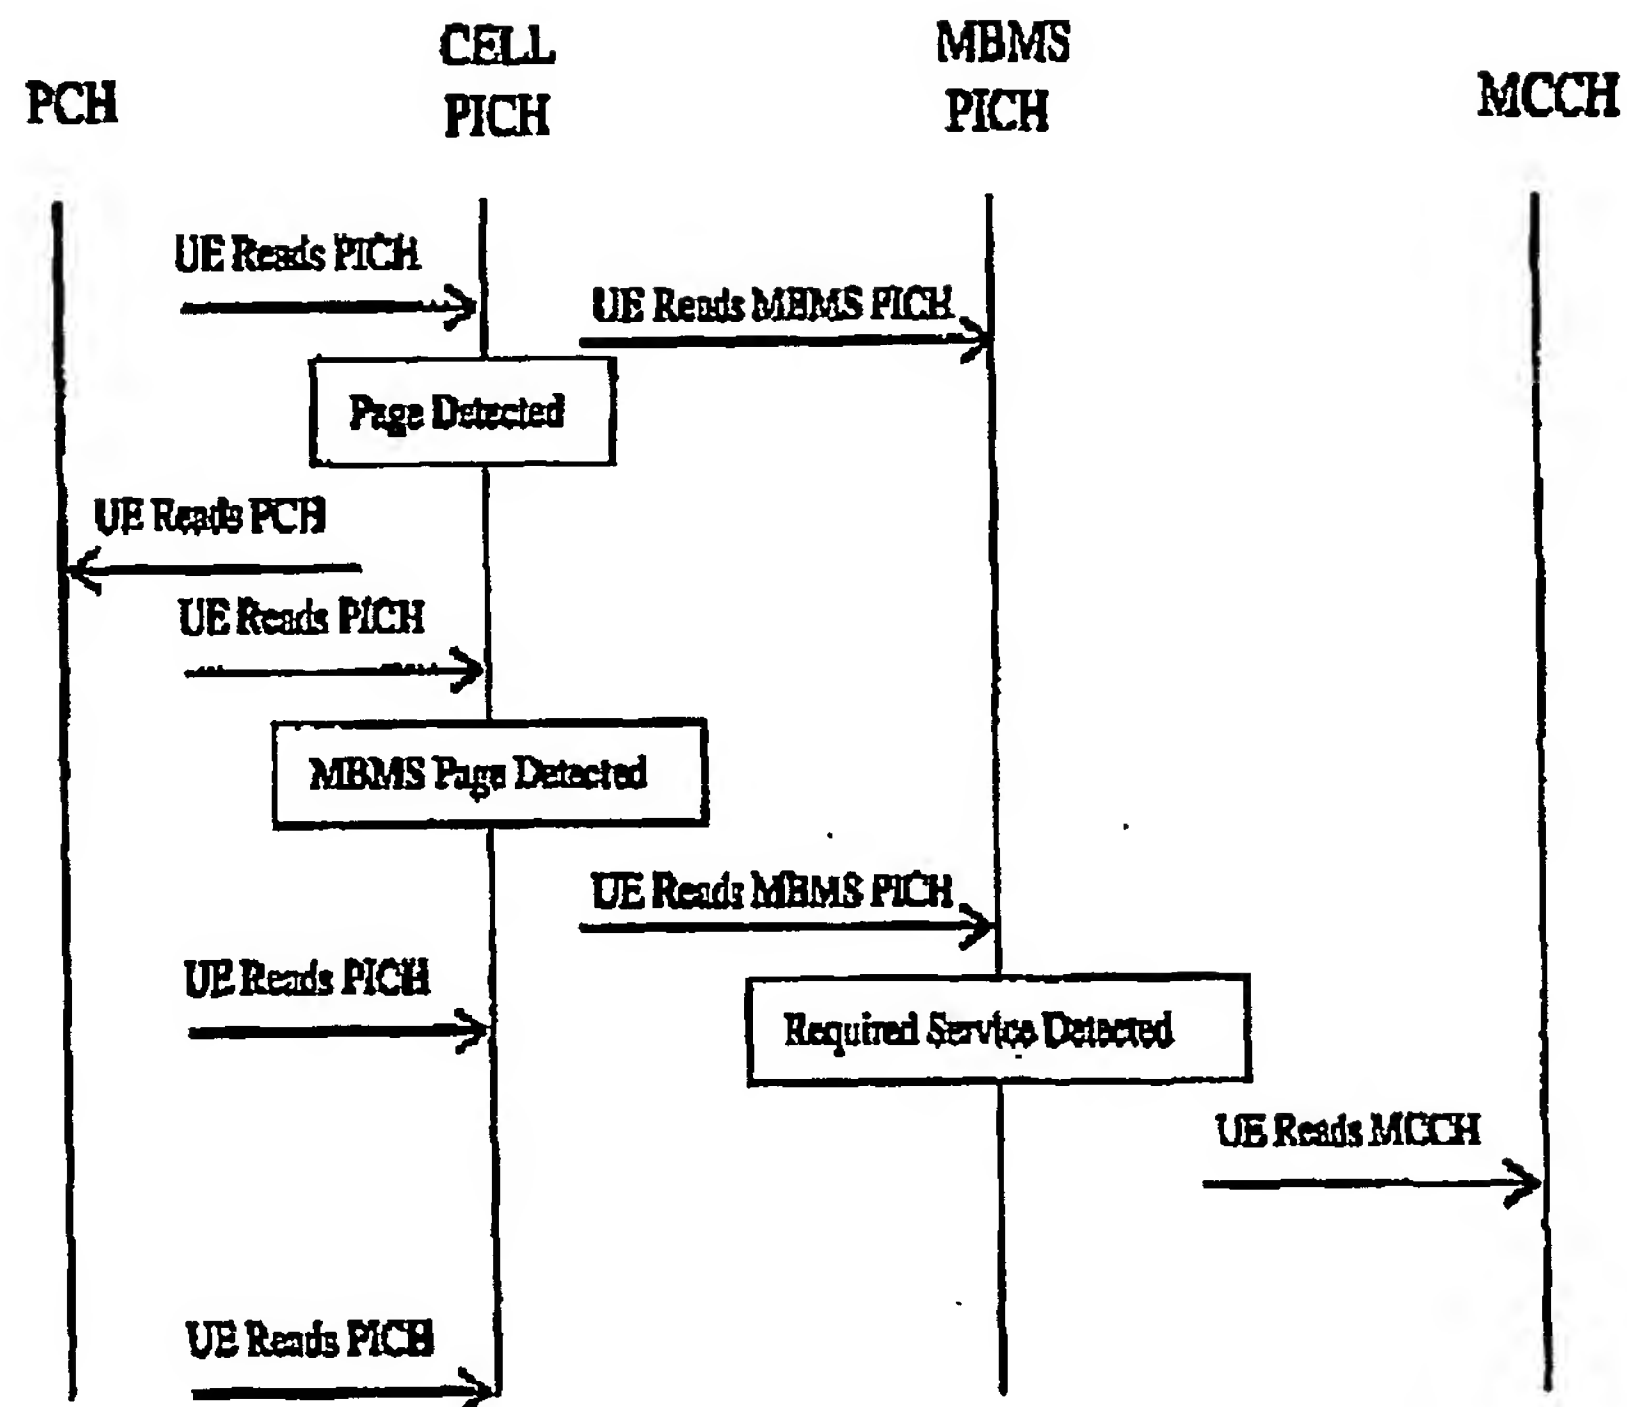 PCH
CELL
PICH
MBMS
PICH
MCCH
UE Reads PICH
UE Reads MBMS PICH
Page Detected
UE Reads PCH
UE Reads PICH
MBMS Page Detected
UE Reads MBMS PICH
UE Reads PICH
Required Service Detected
UE Reads MCCH
UE Reads PICH